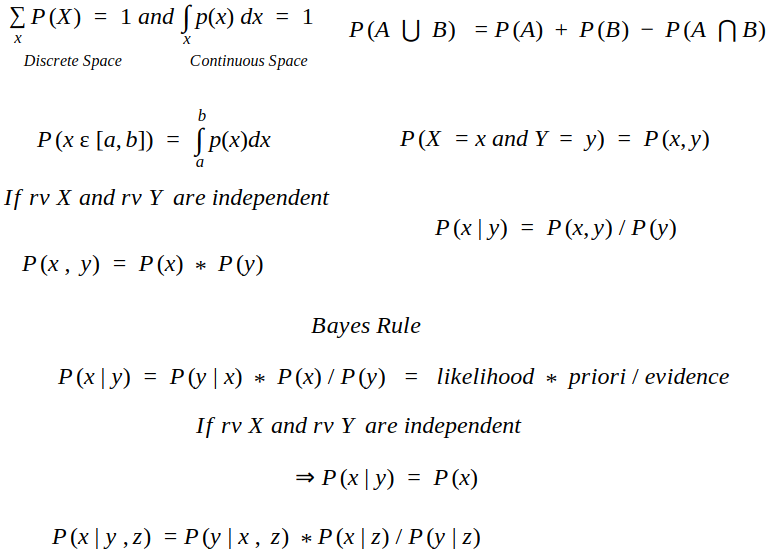 ∑ₓ P(X) = 1 and ∫ₓ p(x) dx = 1
Discrete Space Continuous Space
P(A ⋃ B) = P(A) + P(B) − P(A ⋂ B)
P(x ε [a, b]) = ∫ₐᵇ p(x)dx
P(X = x and Y = y) = P(x, y)
If rv X and rv Y are independent
P(x | y) = P(x, y) / P(y)
P(x , y) = P(x) * P(y)
Bayes Rule
P(x | y) = P(y | x) * P(x) / P(y) = likelihood * priori / evidence
If rv X and rv Y are independent
⇒ P(x | y) = P(x)
P(x | y , z) = P(y | x , z) * P(x | z) / P(y | z)